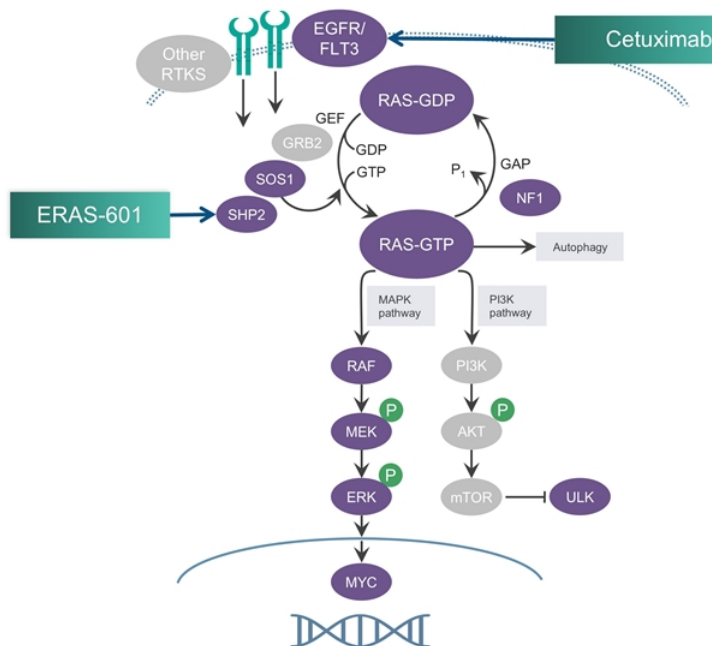 Other
RTKS
EGFR/
FLT3
Cetuximab
RAS-GDP
GEF
GDP
GTP
GRB2
SOS1
SHP2
ERAS-601
P₁
GAP
NF1
RAS-GTP
Autophagy
MAPK
pathway
PI3K
pathway
RAF
PI3K
P
MEK
P
AKT
P
ERK
mTOR
ULK
MYC